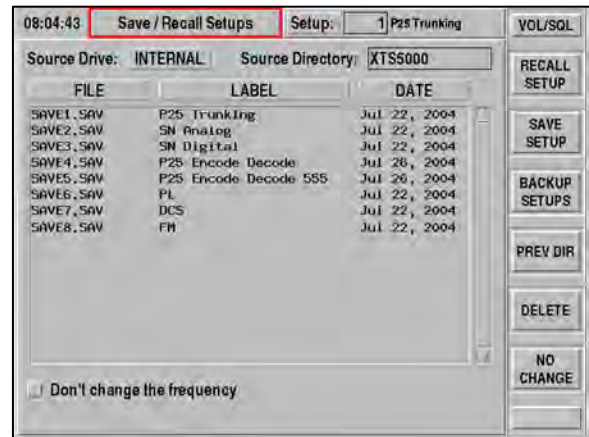 08:04:43 Save / Recall Setups Setup: 1 P25 Trunking
Source Drive: INTERNAL Source Directory: XTS5000
FILE LABEL DATE
SAVE1.SAV P25 Trunking Jul 22, 2004
SAVE2.SAV SN Analog Jul 22, 2004
SAVE3.SAV SN Digital Jul 22, 2004
SAVE4.SAV P25 Encode Decode Jul 26, 2004
SAVE5.SAV P25 Encode Decode 555 Jul 26, 2004
SAVE6.SAV PL Jul 22, 2004
SAVE7.SAV DCS Jul 22, 2004
SAVE8.SAV FM Jul 22, 2004
Don't change the frequency
VOL/SQL
RECALL
SETUP
SAVE
SETUP
BACKUP
SETUPS
PREV DIR
DELETE
NO
CHANGE